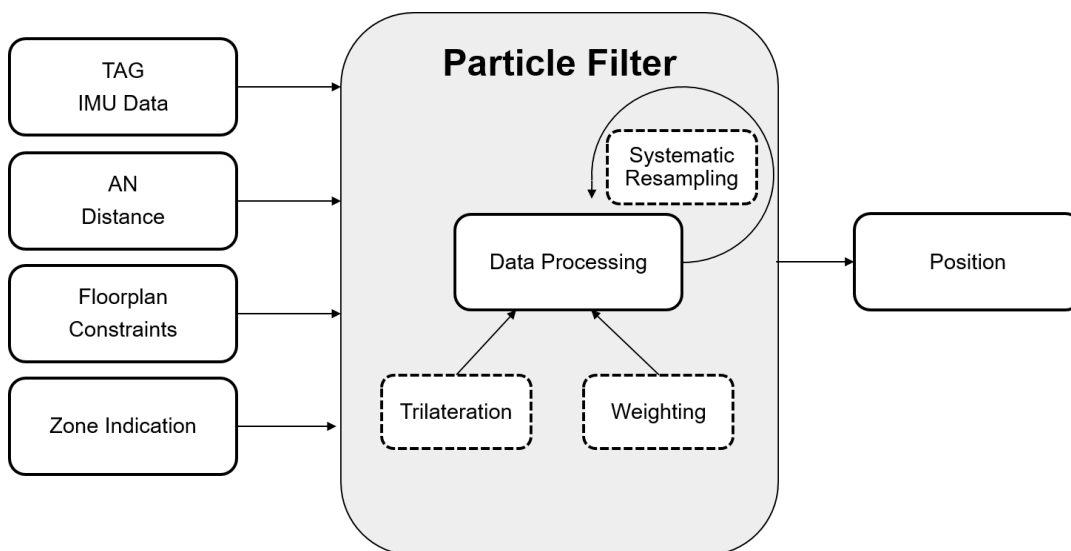 TAG
IMU Data
AN
Distance
Floorplan
Constraints
Zone Indication
Particle Filter
Systematic
Resampling
Data Processing
Trilateration
Weighting
Position